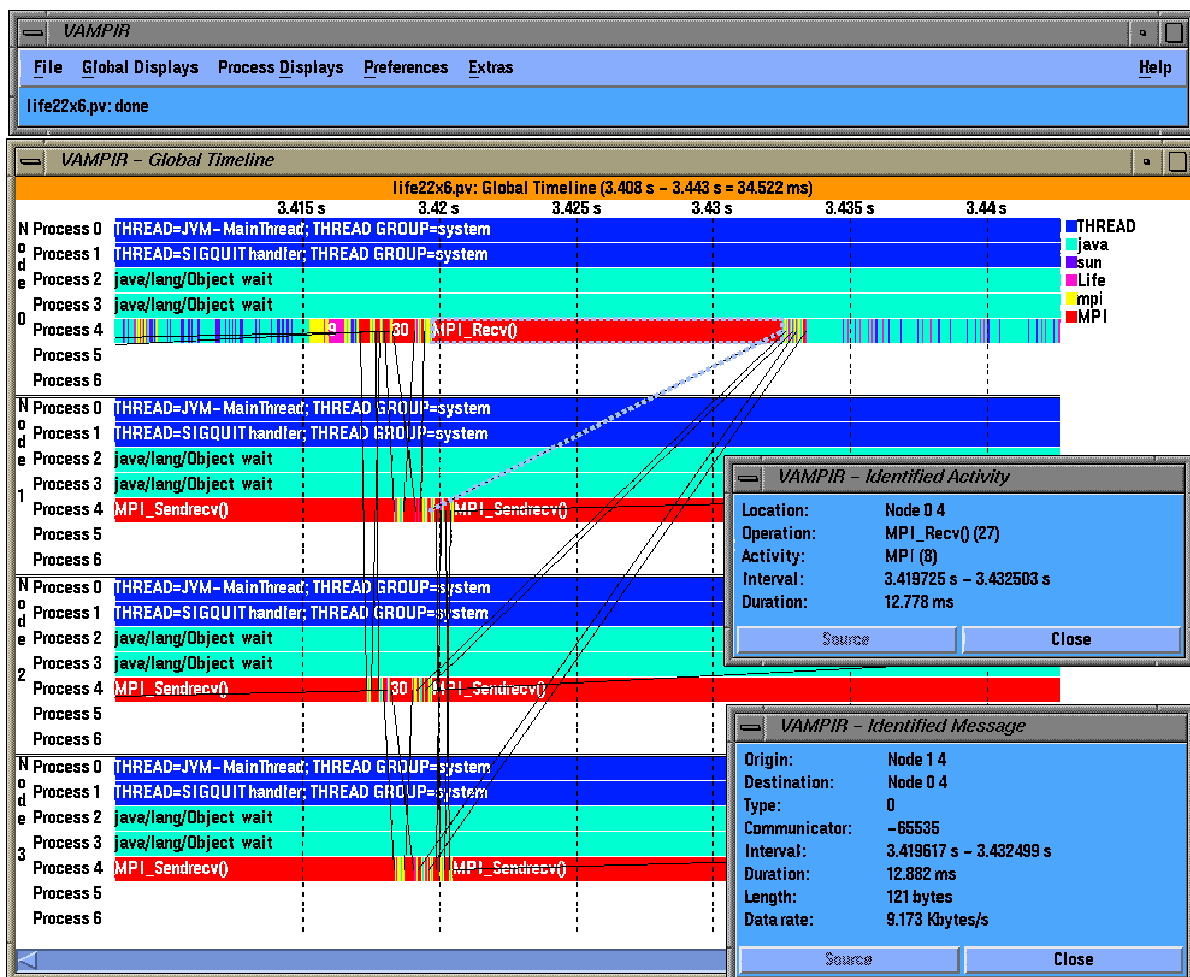 VAMPIR
File Global Displays Process Displays Preferences Extras Help
life22x6.pv: done
VAMPIR - Global Timeline
life22x6.pv: Global Timeline (3.408 s - 3.443 s = 34.522 ms)
3.415 s 3.42 s 3.425 s 3.43 s 3.435 s 3.44 s
Node 0
Process 0 THREAD=JVM-MainThread; THREAD GROUP=system
Process 1 THREAD=SIGQUIT handler; THREAD GROUP=system
Process 2 java/lang/Object wait
Process 3 java/lang/Object wait
Process 4 9 30 MPI_Recv()
Process 5
Process 6
THREAD
java
sun
Life
mpi
MPI
Node 1
Process 0 THREAD=JVM-MainThread; THREAD GROUP=system
Process 1 THREAD=SIGQUIT handler; THREAD GROUP=system
Process 2 java/lang/Object wait
Process 3 java/lang/Object wait
Process 4 MPI_Sendrecv() MPI_Sendrecv()
Process 5
Process 6
Node 2
Process 0 THREAD=JVM-MainThread; THREAD GROUP=system
Process 1 THREAD=SIGQUIT handler; THREAD GROUP=system
Process 2 java/lang/Object wait
Process 3 java/lang/Object wait
Process 4 MPI_Sendrecv() 30 MPI_Sendrecv()
Process 5
Process 6
Node 3
Process 0 THREAD=JVM-MainThread; THREAD GROUP=system
Process 1 THREAD=SIGQUIT handler; THREAD GROUP=system
Process 2 java/lang/Object wait
Process 3 java/lang/Object wait
Process 4 MPI_Sendrecv() MPI_Sendrecv()
Process 5
Process 6
VAMPIR - Identified Activity
Location: Node 0 4
Operation: MPI_Recv() (27)
Activity: MPI (8)
Interval: 3.419725 s - 3.432503 s
Duration: 12.778 ms
Source Close
VAMPIR - Identified Message
Origin: Node 1 4
Destination: Node 0 4
Type: 0
Communicator: -65535
Interval: 3.419617 s - 3.432499 s
Duration: 12.882 ms
Length: 121 bytes
Data rate: 9.173 Kbytes/s
Source Close